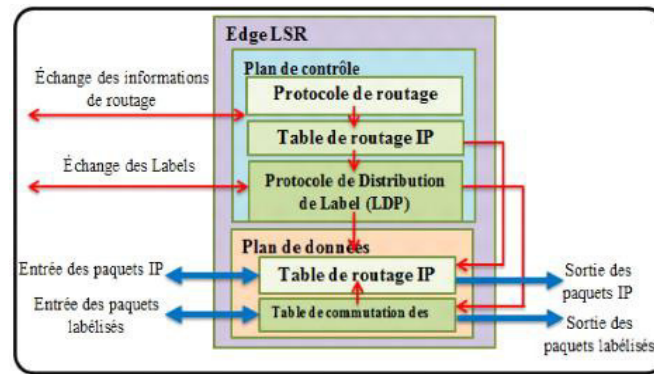 Edge LSR
Plan de contrôle
Échange des informations
de routage
Protocole de routage
Table de routage IP
Échange des Labels
Protocole de Distribution
de Label (LDP)
Plan de données
Entrée des paquets IP
Table de routage IP
Sortie des
paquets IP
Entrée des paquets
labélisés
Table de commutation des
Sortie des
paquets labélisés